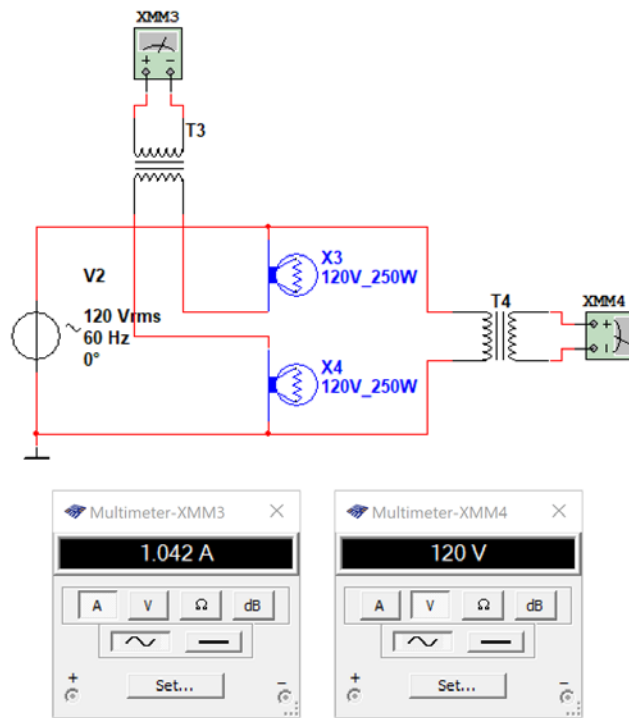 XMM3
+ -
T3
V2
120 Vrms
60 Hz
0°
X3
120V_250W
X4
120V_250W
T4
XMM4
+
Multimeter-XMM3
1.042 A
A V Ω dB
+ Set... -
Multimeter-XMM4
120 V
A V Ω dB
+ Set... -